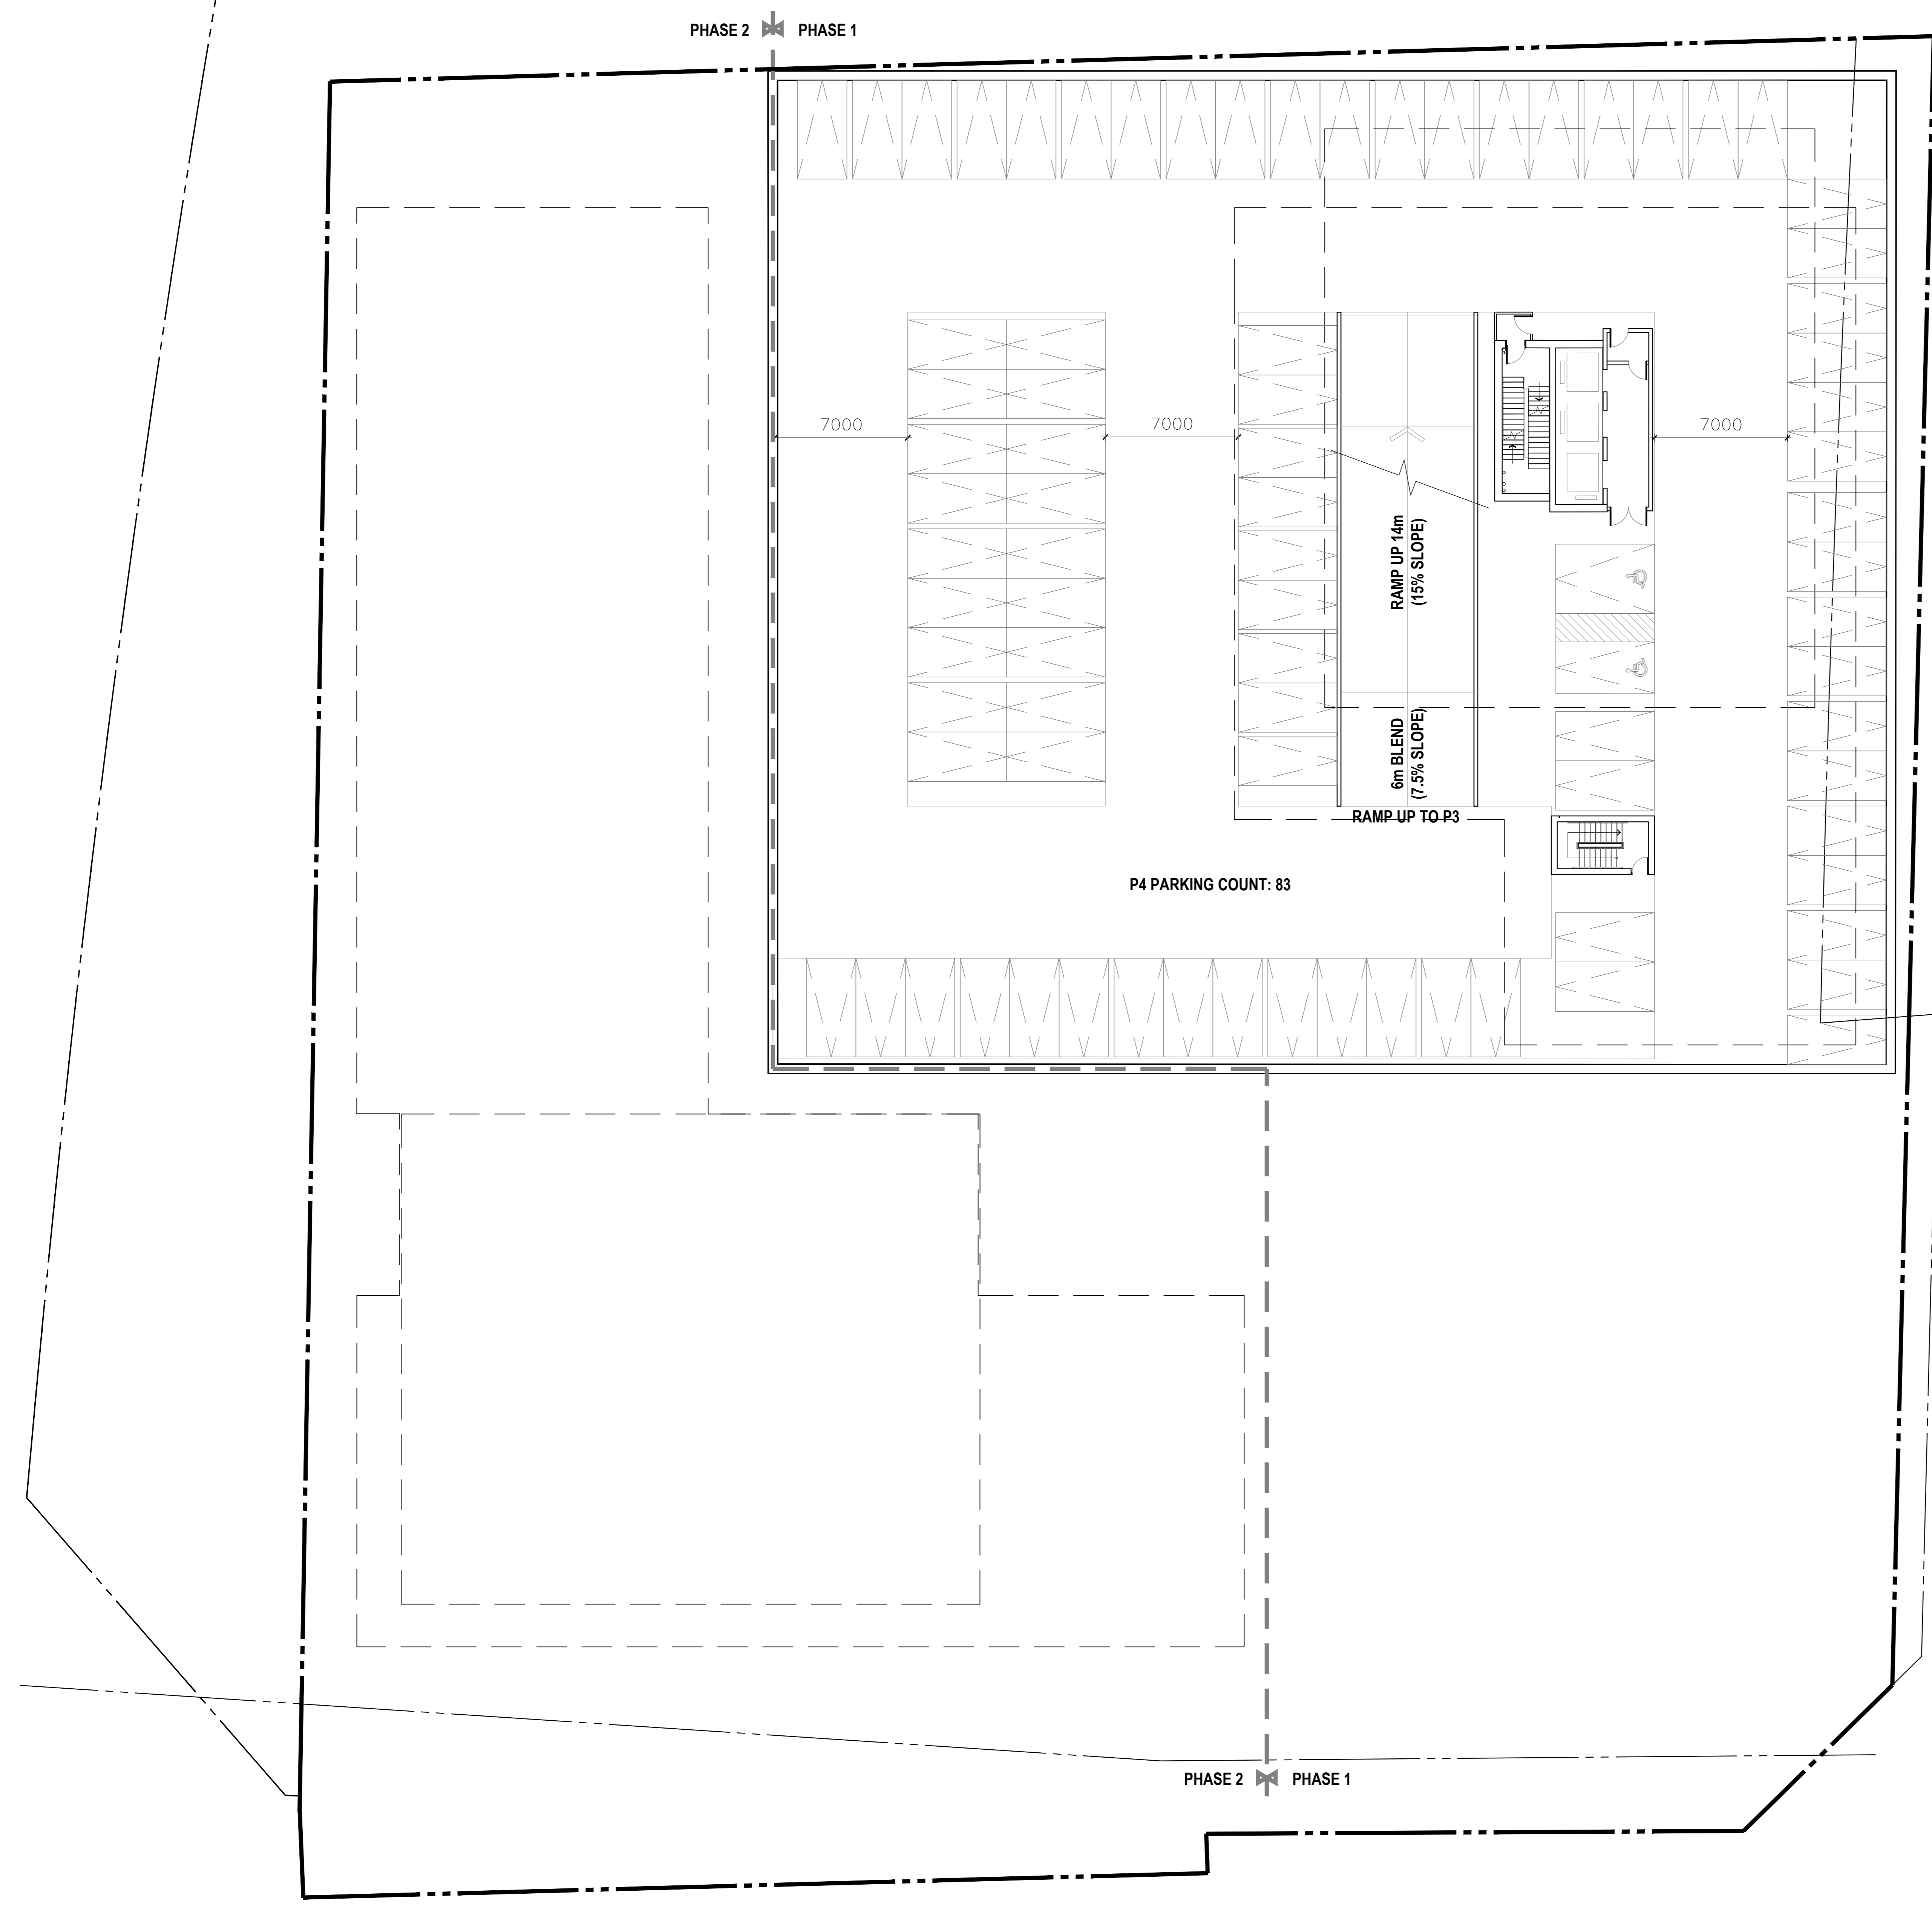 PHASE 2 PHASE 1
7000 7000 7000
RAMP UP 14m
(15% SLOPE)
6m BLEND
(7.5% SLOPE)
RAMP UP TO P3
P4 PARKING COUNT: 83
PHASE 2 PHASE 1